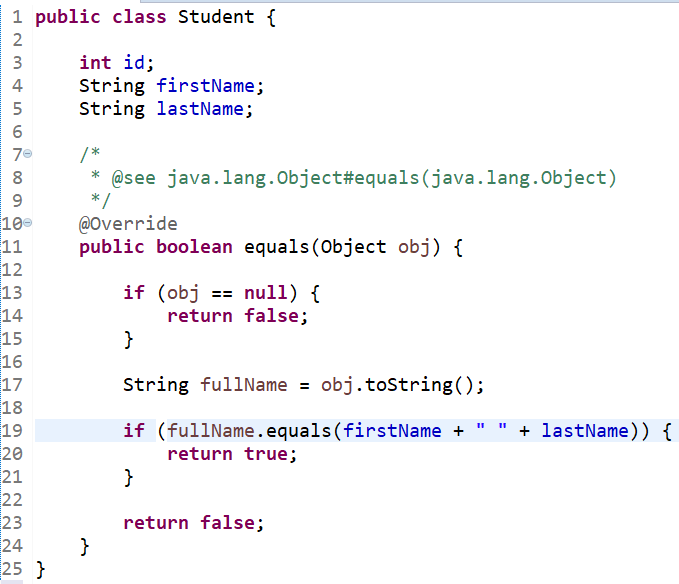 1 public class Student {
2
3     int id;
4     String firstName;
5     String lastName;
6
7     /*
8      * @see java.lang.Object#equals(java.lang.Object)
9      */
10     @Override
11     public boolean equals(Object obj) {
12
13         if (obj == null) {
14             return false;
15         }
16
17         String fullName = obj.toString();
18
19         if (fullName.equals(firstName + " " + lastName)) {
20             return true;
21         }
22
23         return false;
24     }
25 }